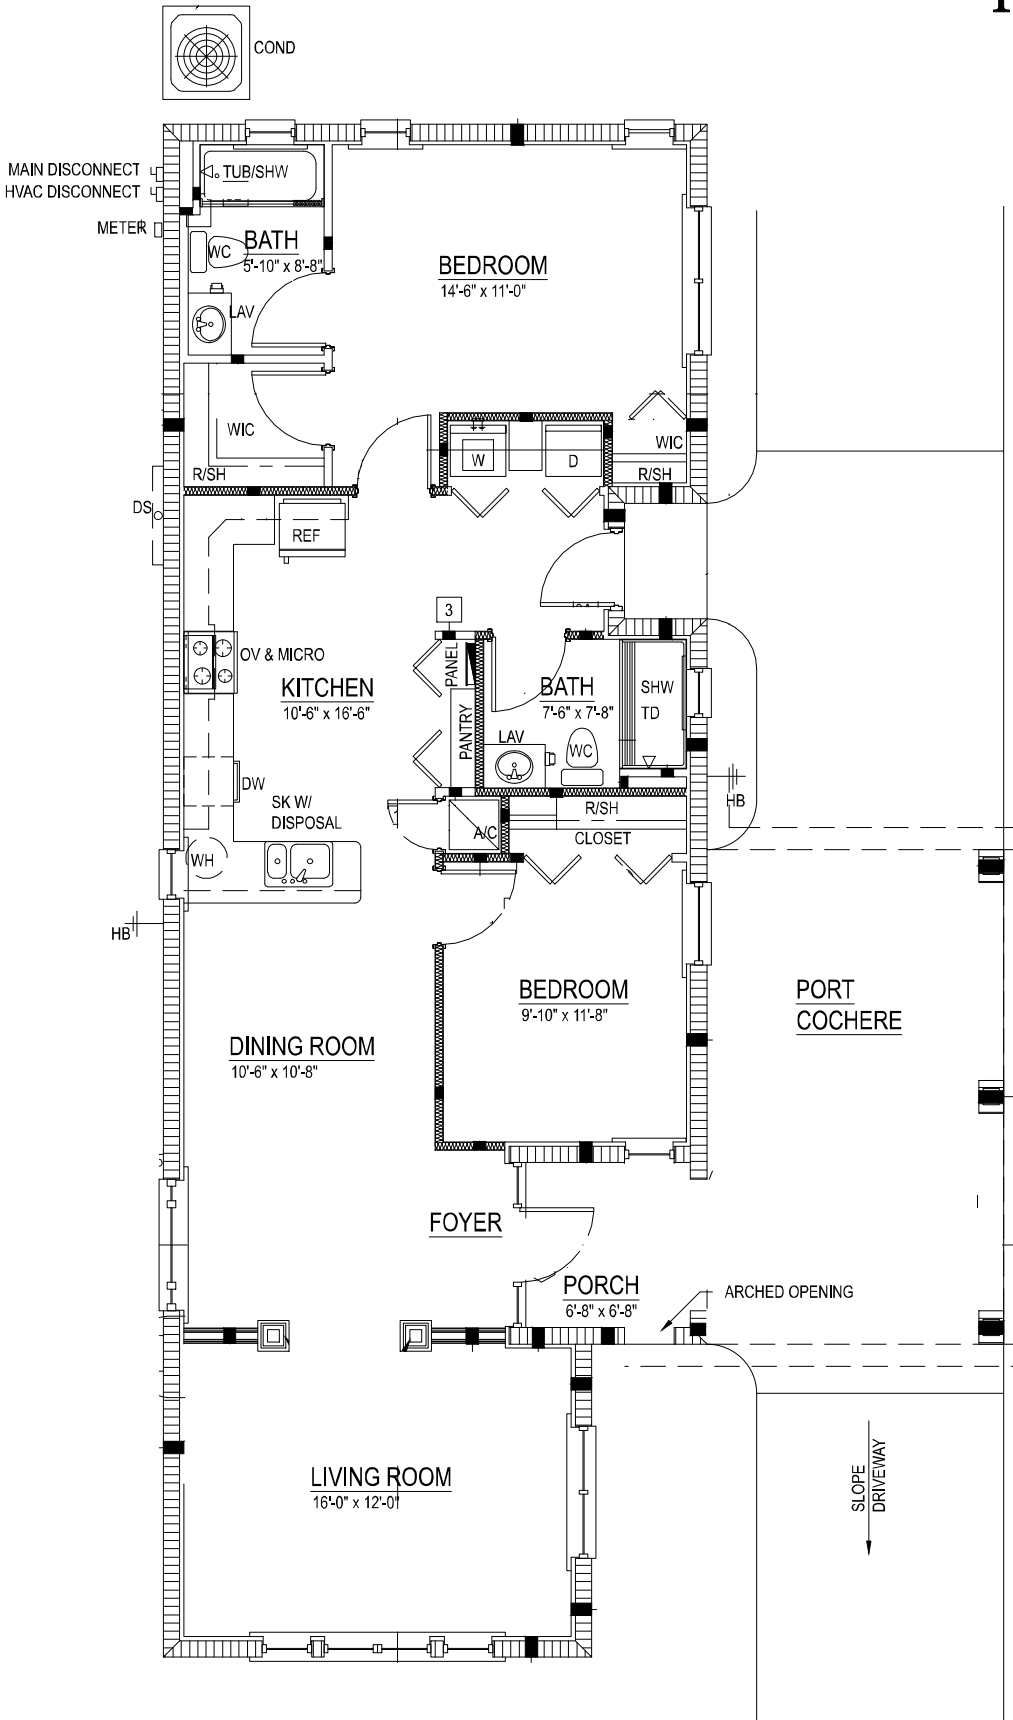 COND
MAIN DISCONNECT
HVAC DISCONNECT
METER
TUB/SHW
WC
BATH
5'-10" x 8'-8"
BEDROOM
14'-6" x 11'-0"
LAV
WIC
R/SH
W
D
WIC
R/SH
DS
REF
3
OV & MICRO
KITCHEN
10'-6" x 16'-6"
PANEL
PANTRY
BATH
7'-6" x 7'-8"
SHW
TD
LAV
WC
DW
SK W/
DISPOSAL
A/C
R/SH
CLOSET
HB
WH
HB
BEDROOM
9'-10" x 11'-8"
PORT
COCHERE
DINING ROOM
10'-6" x 10'-8"
FOYER
PORCH
6'-8" x 6'-8"
ARCHED OPENING
LIVING ROOM
16'-0" x 12'-0"
SLOPE
DRIVEWAY